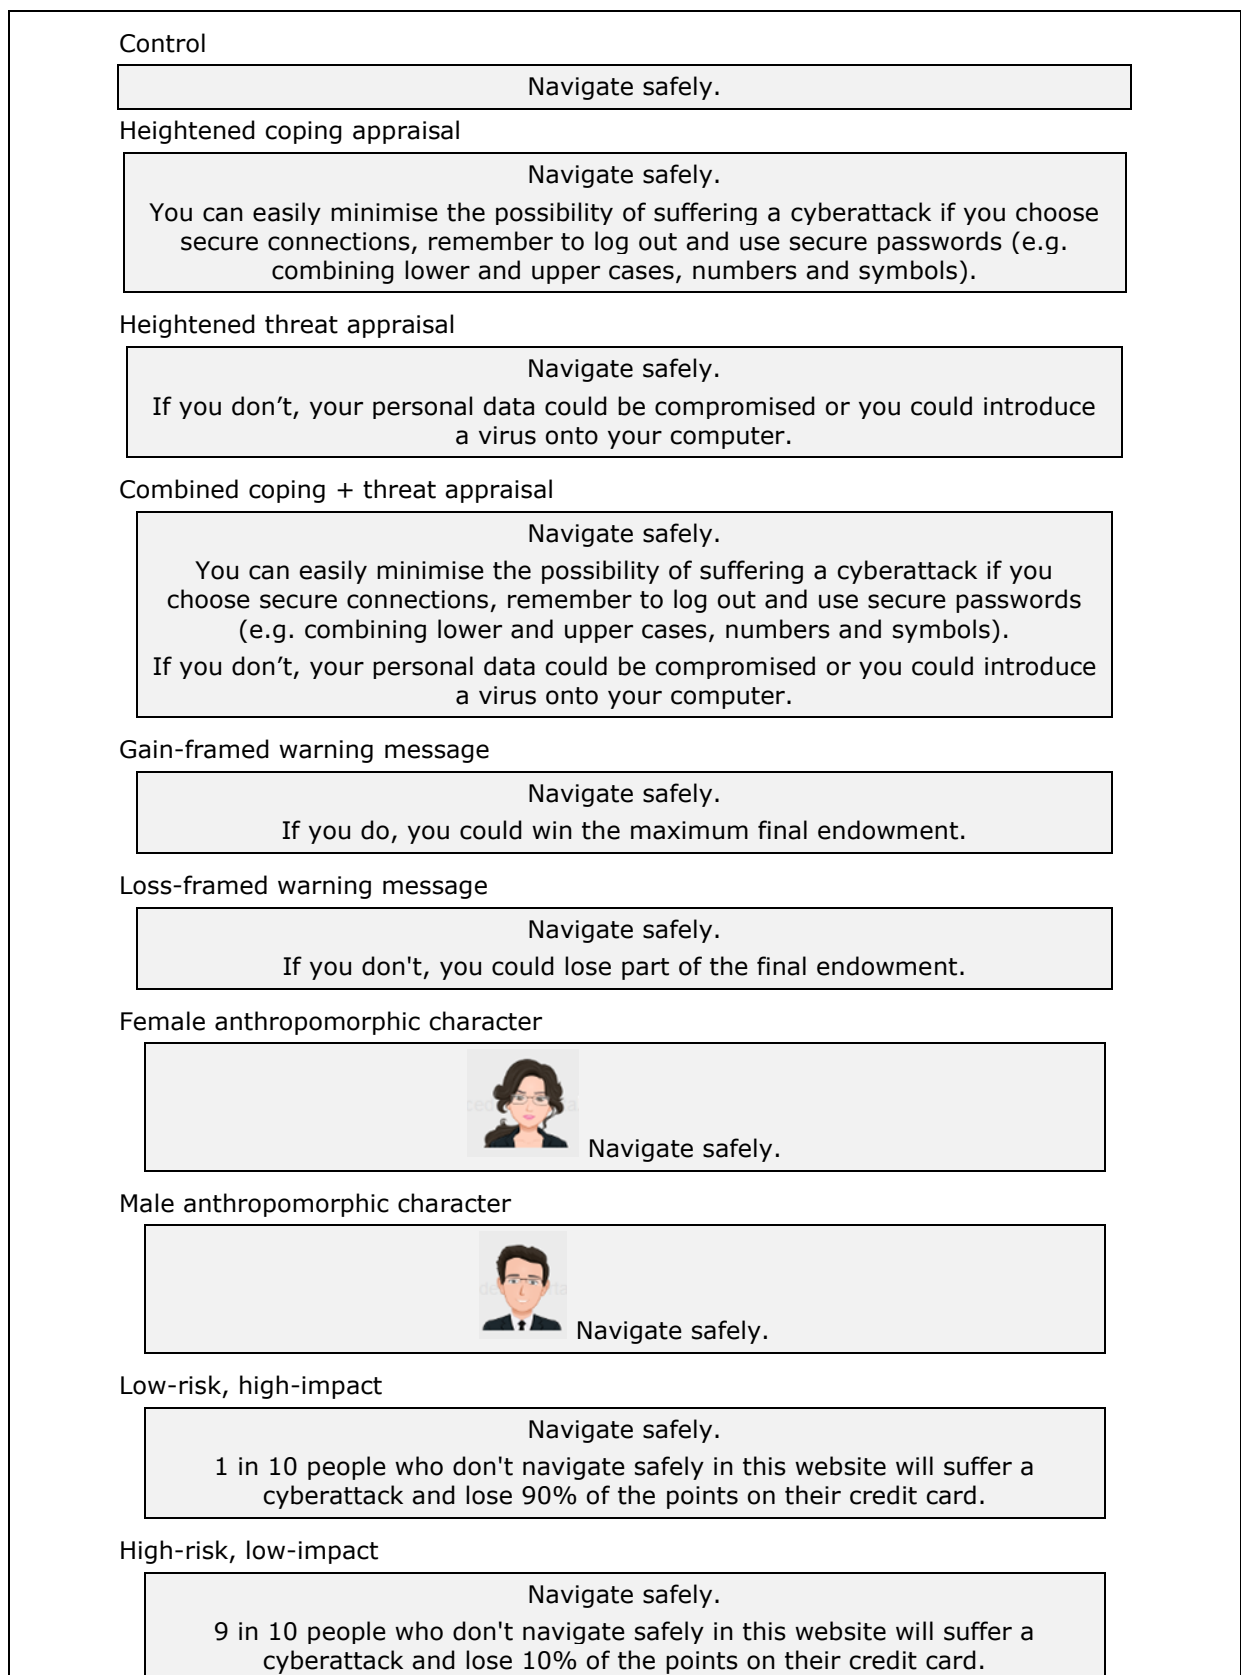 Control
Navigate safely.
Heightened coping appraisal
Navigate safely.
You can easily minimise the possibility of suffering a cyberattack if you choose
secure connections, remember to log out and use secure passwords (e.g.
combining lower and upper cases, numbers and symbols).
Heightened threat appraisal
Navigate safely.
If you don’t, your personal data could be compromised or you could introduce
a virus onto your computer.
Combined coping + threat appraisal
Navigate safely.
You can easily minimise the possibility of suffering a cyberattack if you
choose secure connections, remember to log out and use secure passwords
(e.g. combining lower and upper cases, numbers and symbols).
If you don’t, your personal data could be compromised or you could introduce
a virus onto your computer.
Gain-framed warning message
Navigate safely.
If you do, you could win the maximum final endowment.
Loss-framed warning message
Navigate safely.
If you don't, you could lose part of the final endowment.
Female anthropomorphic character
Navigate safely.
Male anthropomorphic character
Navigate safely.
Low-risk, high-impact
Navigate safely.
1 in 10 people who don't navigate safely in this website will suffer a
cyberattack and lose 90% of the points on their credit card.
High-risk, low-impact
Navigate safely.
9 in 10 people who don't navigate safely in this website will suffer a
cyberattack and lose 10% of the points on their credit card.